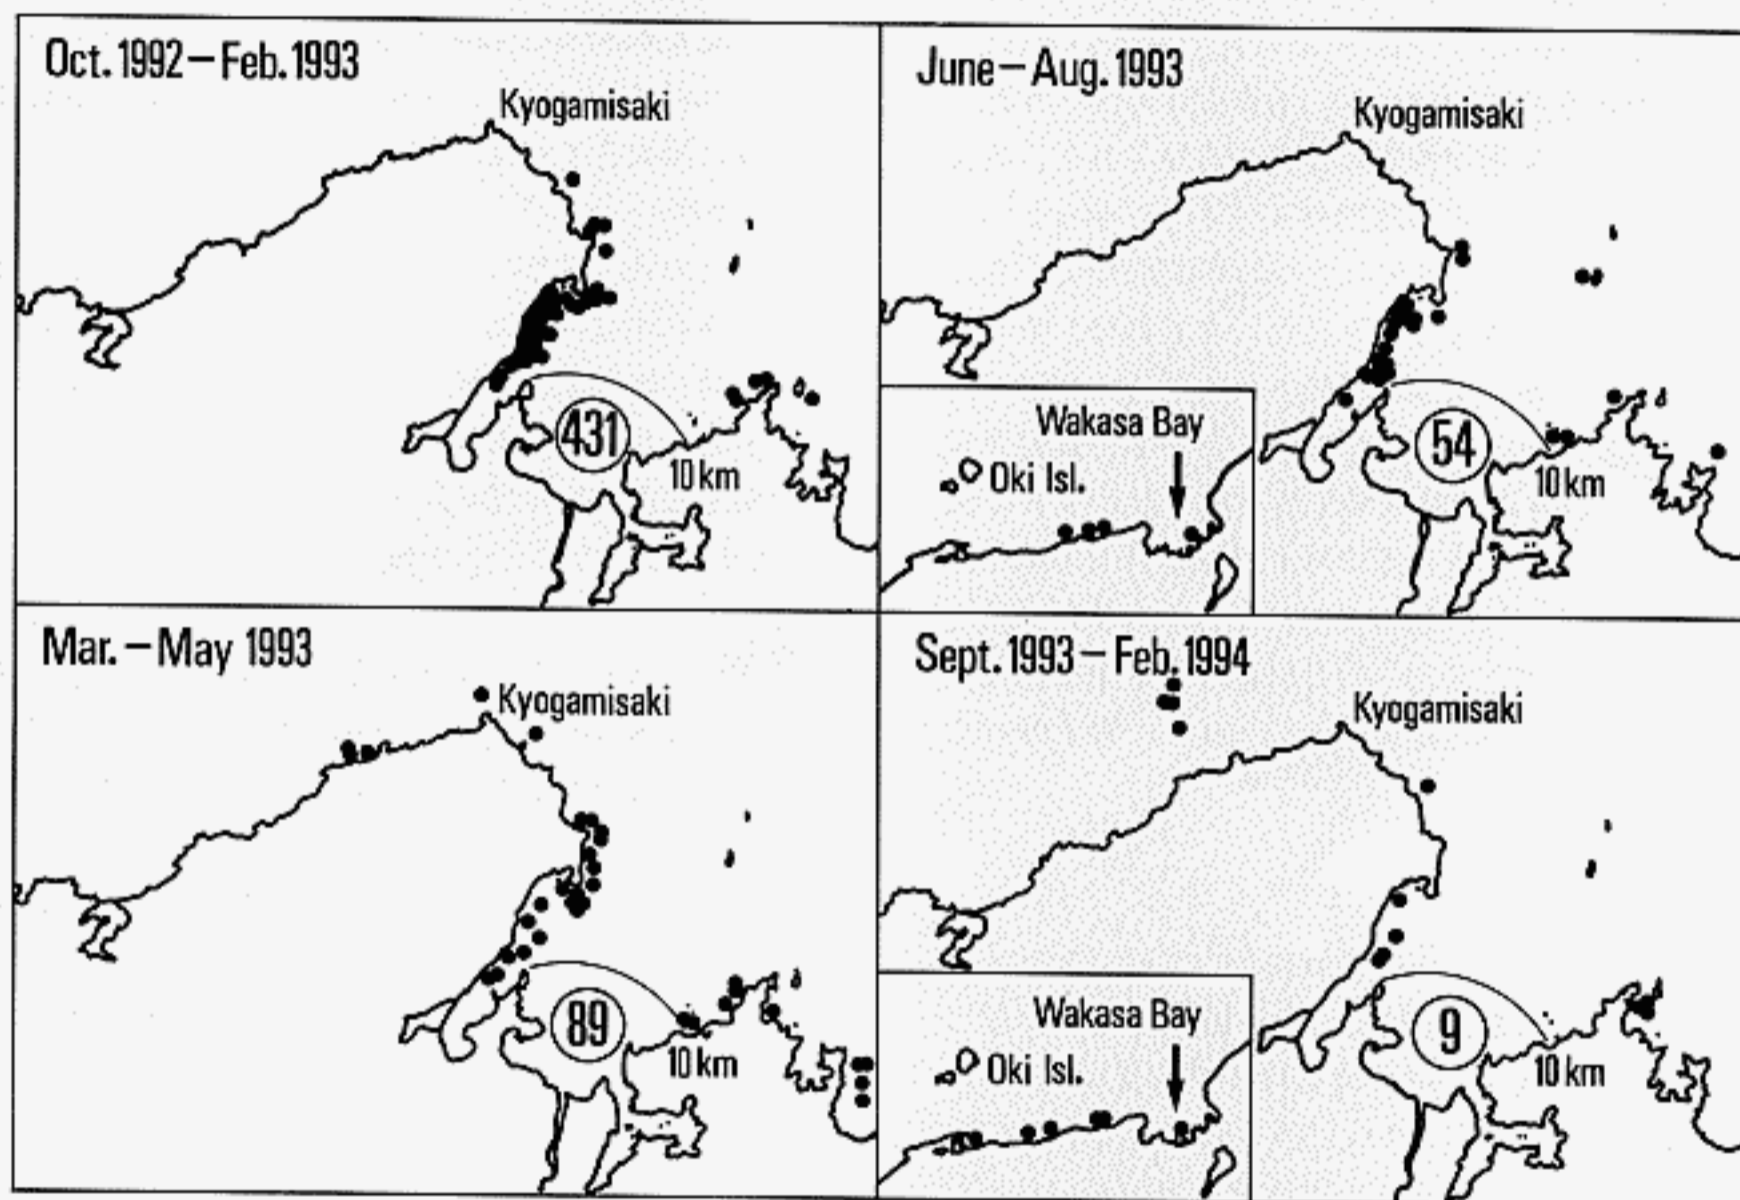 Oct. 1992 – Feb. 1993
Kyogamisaki
431
10 km
June – Aug. 1993
Kyogamisaki
Wakasa Bay
Oki Isl.
54
10 km
Mar. – May 1993
Kyogamisaki
89
10 km
Sept. 1993 – Feb. 1994
Kyogamisaki
Wakasa Bay
Oki Isl.
9
10 km